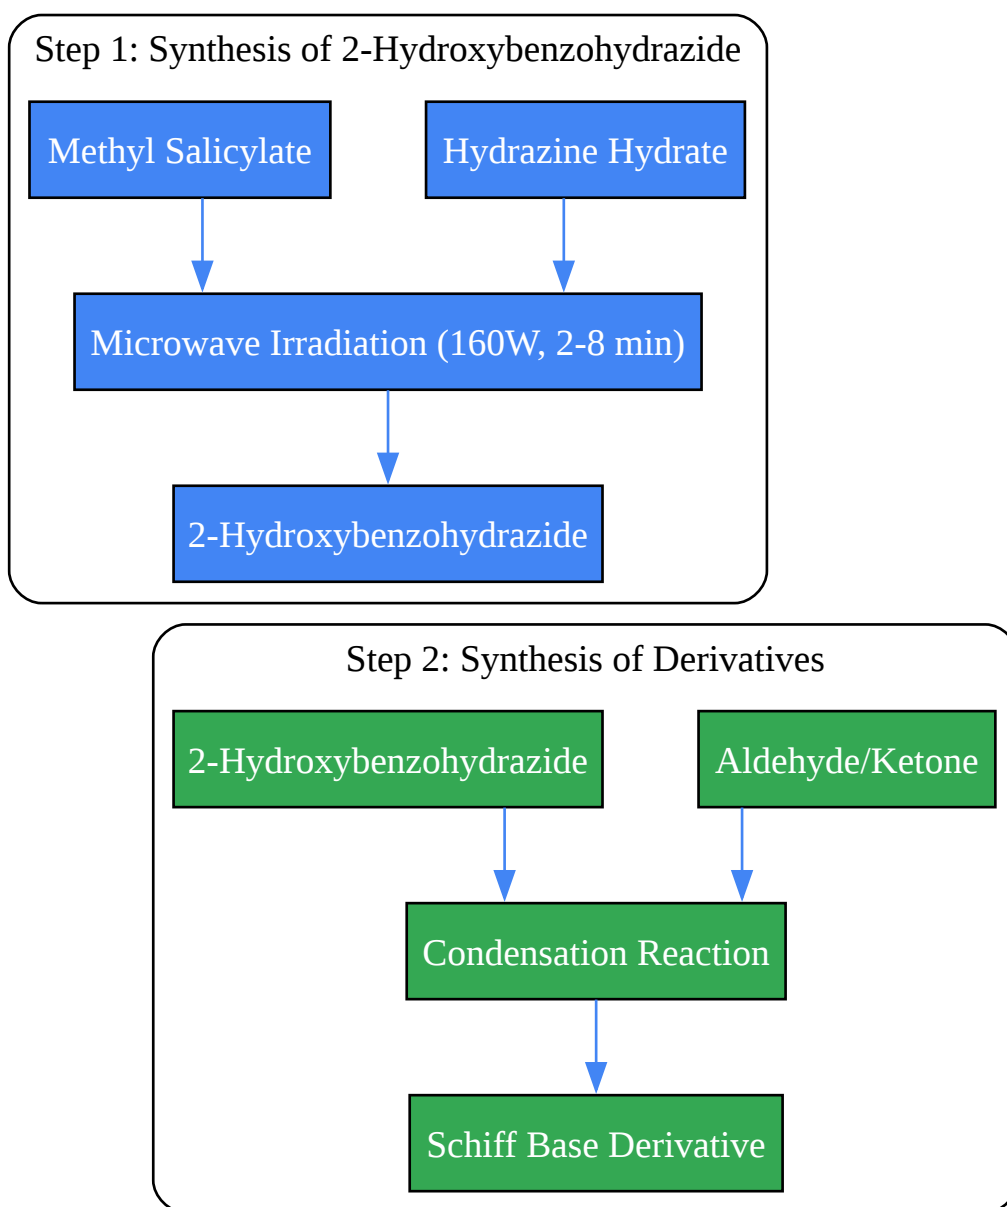 Step 1: Synthesis of 2-Hydroxybenzohydrazide
Methyl Salicylate
Hydrazine Hydrate
Microwave Irradiation (160W, 2-8 min)
2-Hydroxybenzohydrazide
Step 2: Synthesis of Derivatives
2-Hydroxybenzohydrazide
Aldehyde/Ketone
Condensation Reaction
Schiff Base Derivative